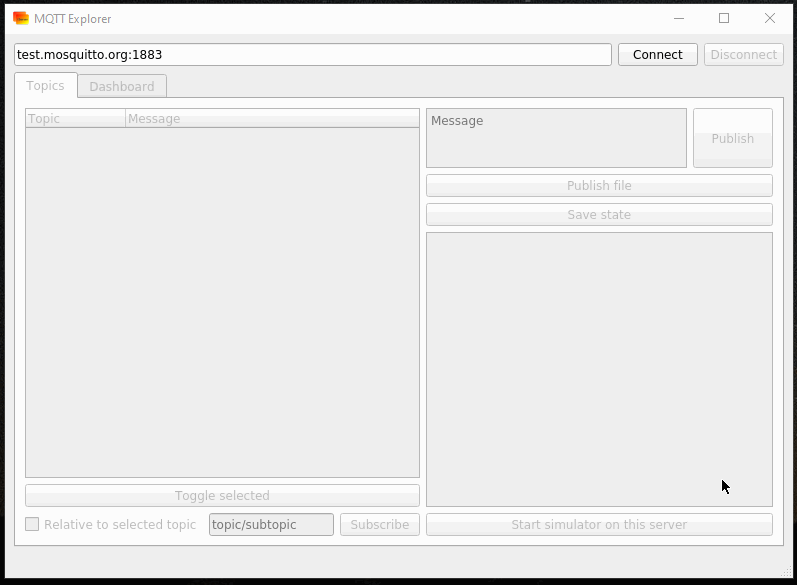 MQTT Explorer
test.mosquitto.org:1883 Connect Disconnect
Topics Dashboard
Topic Message
Message
Publish
Publish file
Save state
Toggle selected
Relative to selected topic topic/subtopic Subscribe
Start simulator on this server